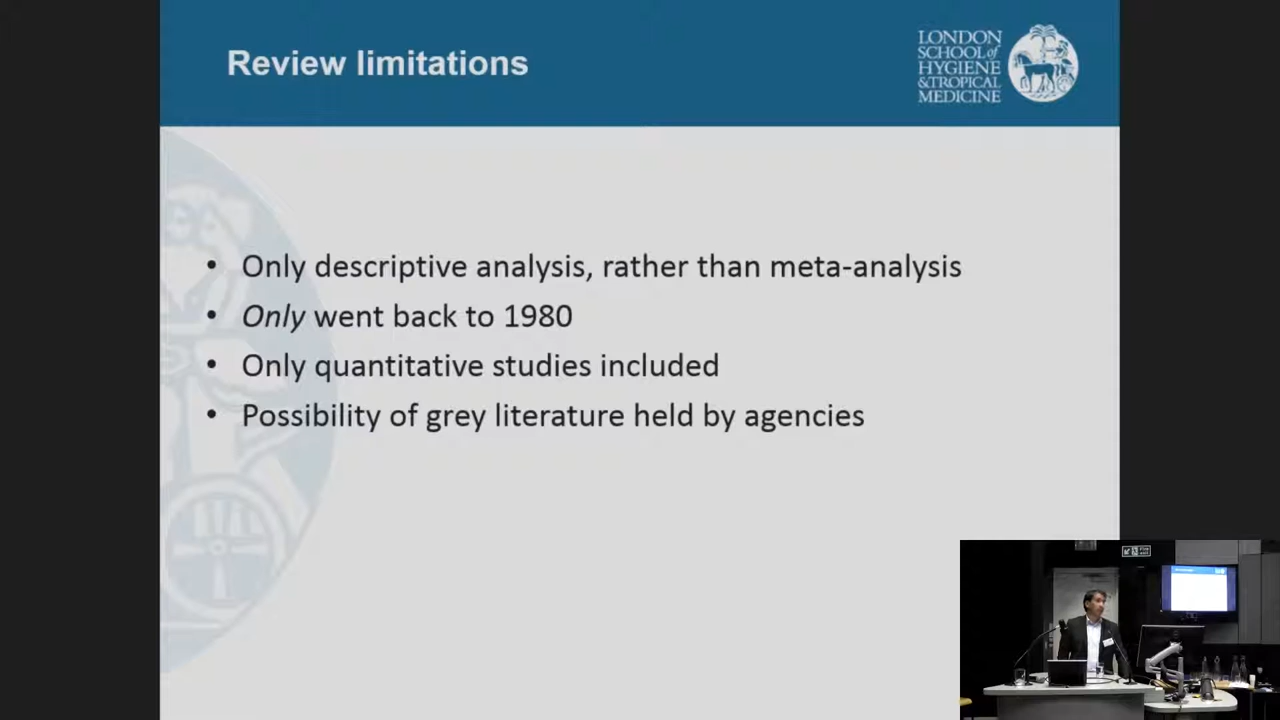 Review limitations
LONDON
SCHOOL of
HYGIENE
& TROPICAL
MEDICINE
• Only descriptive analysis, rather than meta-analysis
• Only went back to 1980
• Only quantitative studies included
• Possibility of grey literature held by agencies